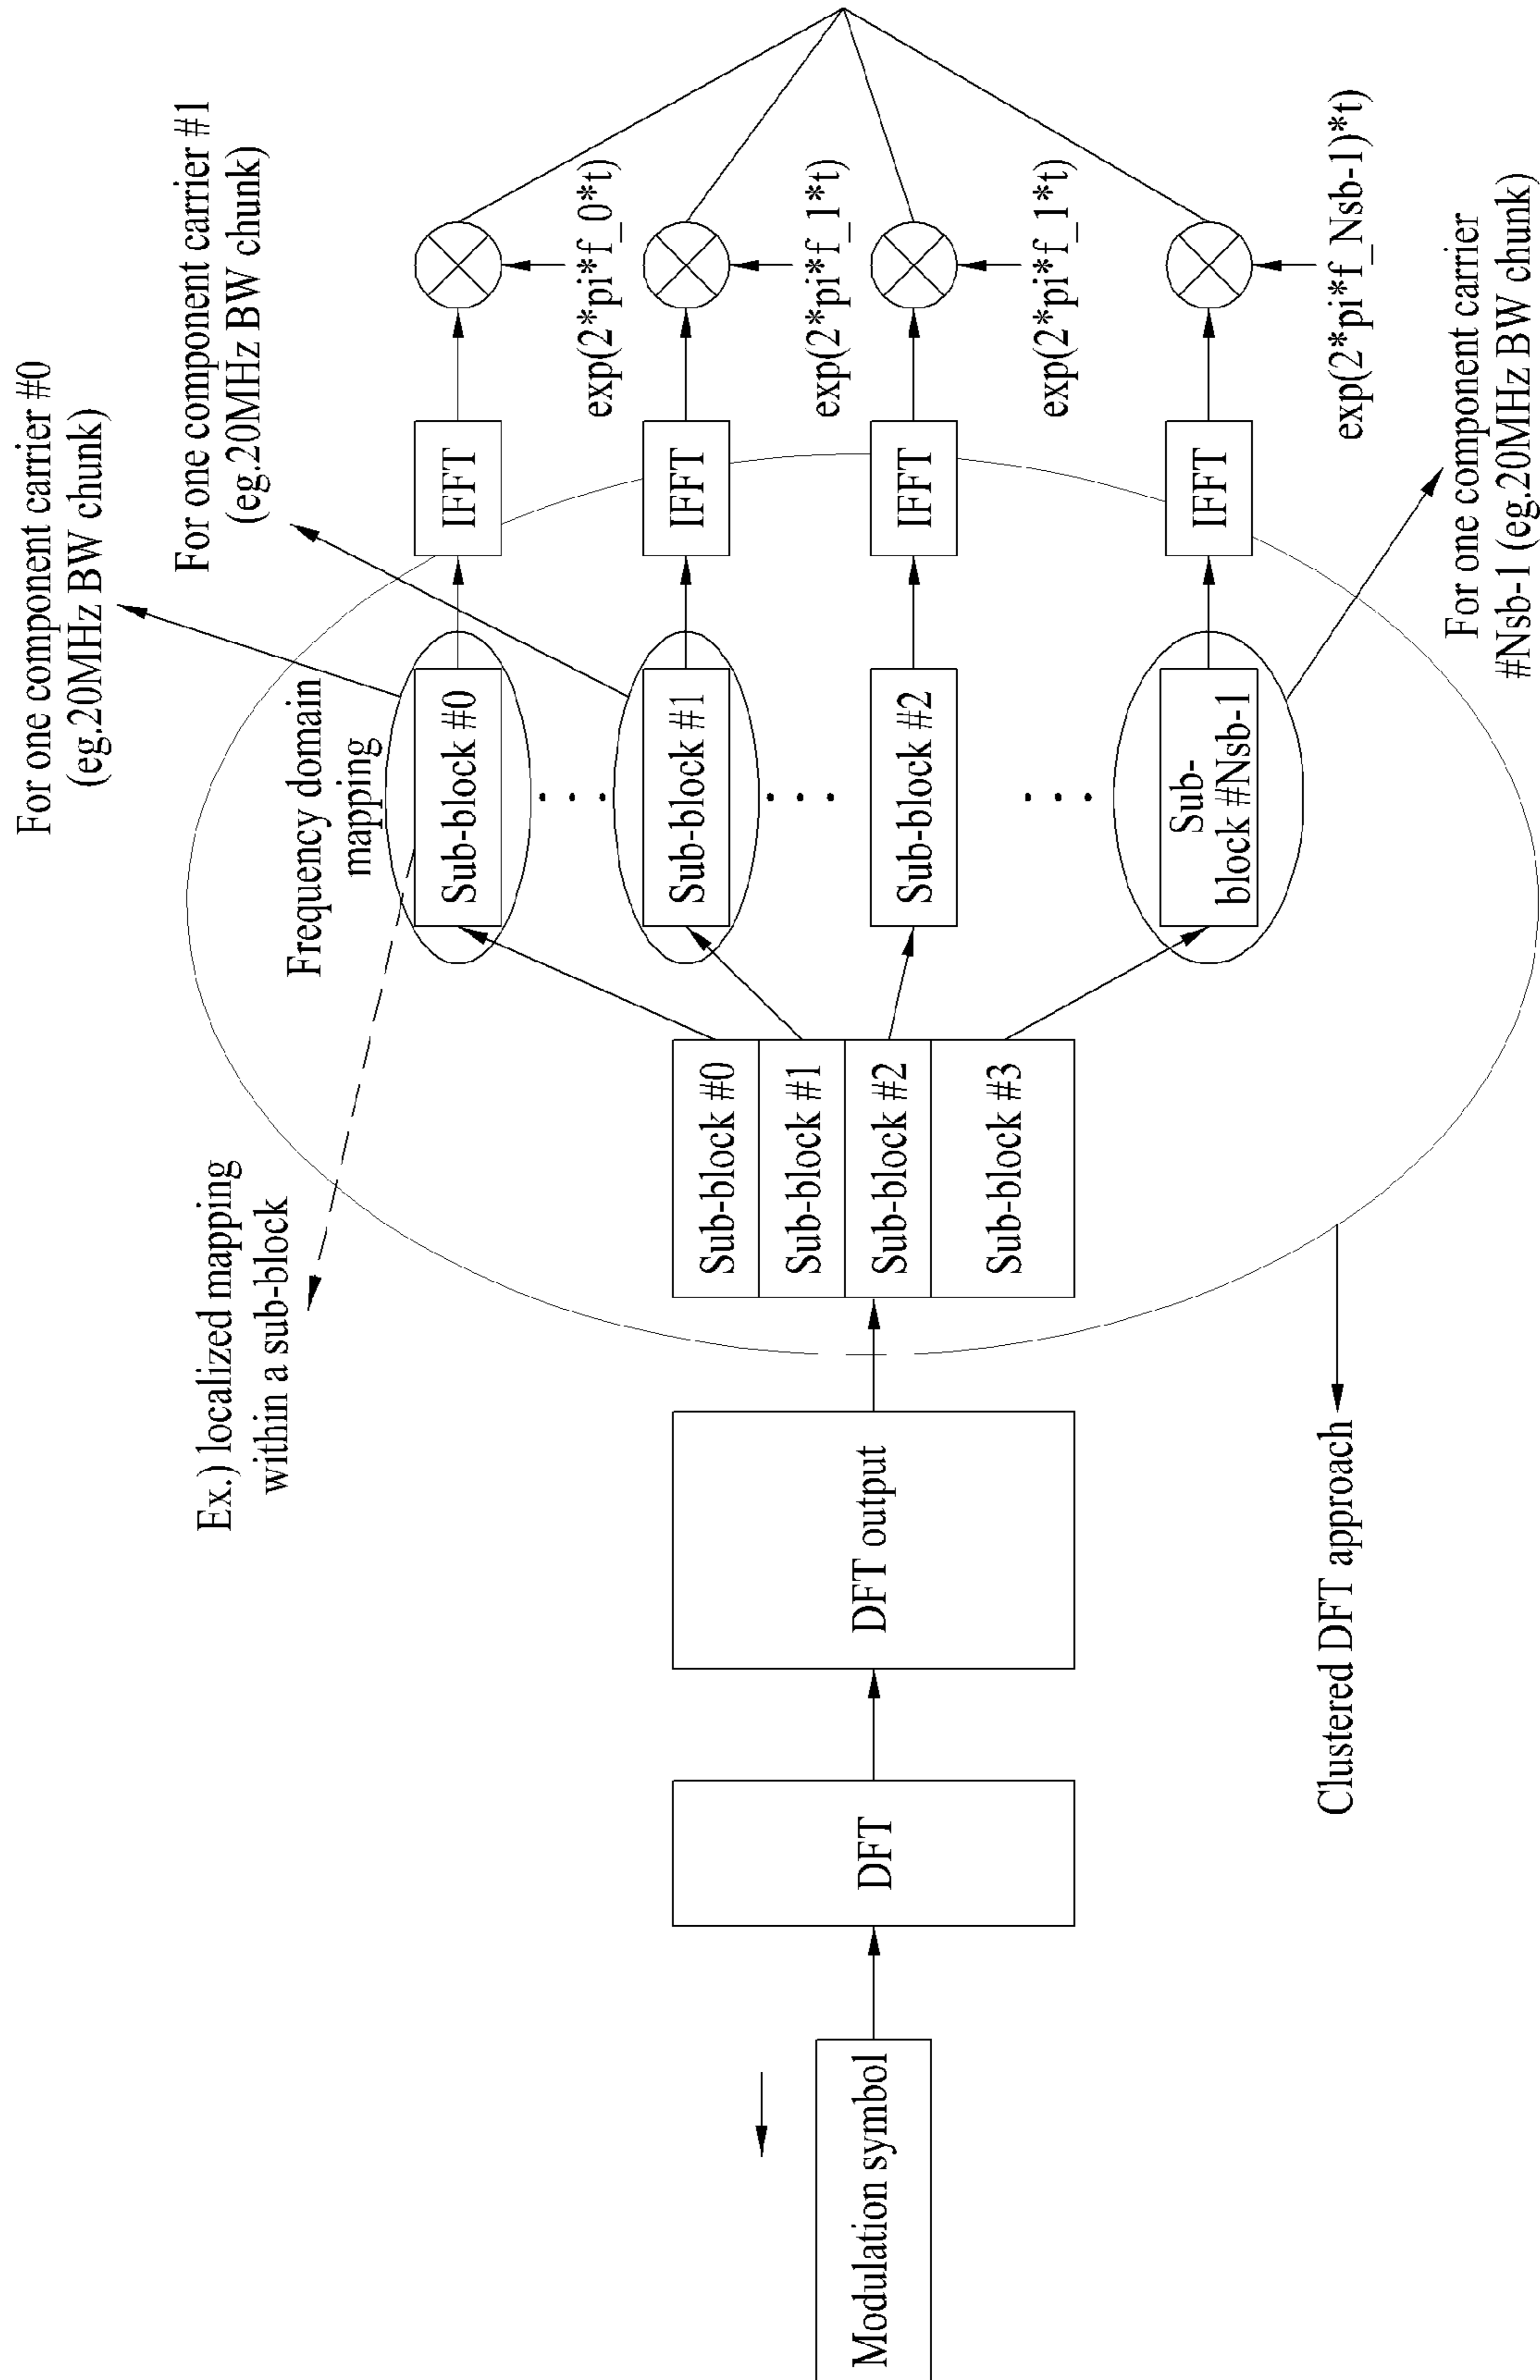 Modulation symbol
DFT
DFT output
Sub-block #0
Sub-block #1
Sub-block #2
Sub-block #3
Clustered DFT approach
Ex.) localized mapping
within a sub-block
Frequency domain
mapping
Sub-block #0
Sub-block #1
Sub-block #2
Sub-
block #Nsb-1
For one component carrier #0
(eg.20MHz BW chunk)
For one component carrier #1
(eg.20MHz BW chunk)
For one component carrier
#Nsb-1 (eg.20MHz BW chunk)
IFFT
IFFT
IFFT
IFFT
exp(2*pi*f_0*t)
exp(2*pi*f_1*t)
exp(2*pi*f_1*t)
exp(2*pi*f_Nsb-1)*t)